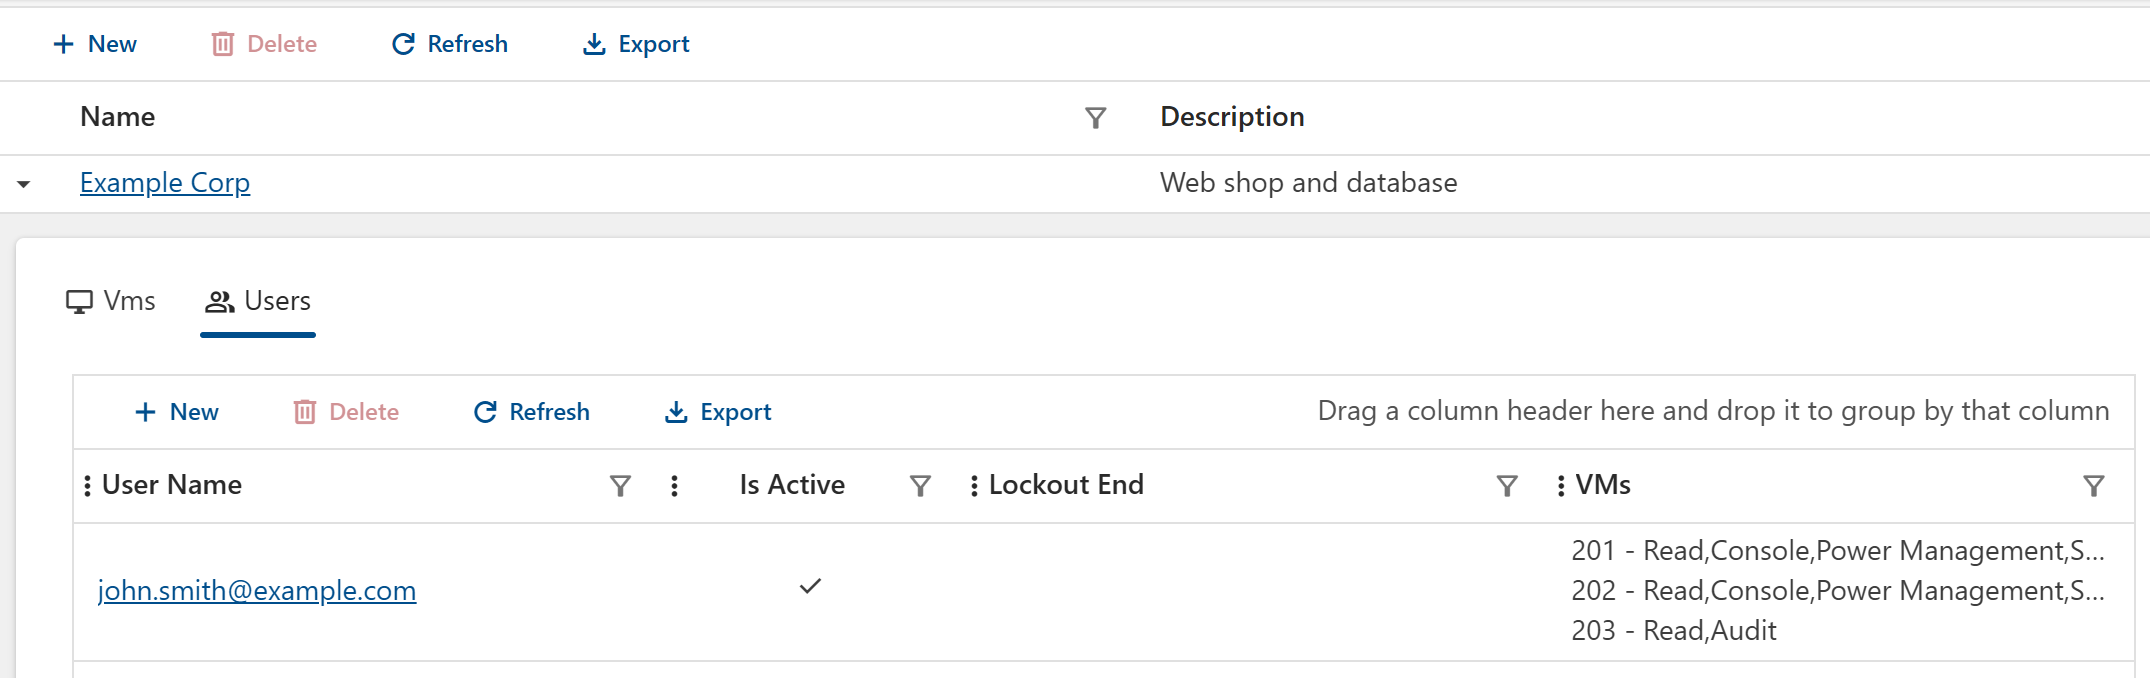 New Delete Refresh Export
Name Description
Example Corp Web shop and database
Vms Users
New Delete Refresh Export Drag a column header here and drop it to group by that column
User Name Is Active Lockout End VMs
201 - Read,Console,Power Management,S...
john.smith@example.com 202 - Read,Console,Power Management,S...
203 - Read,Audit